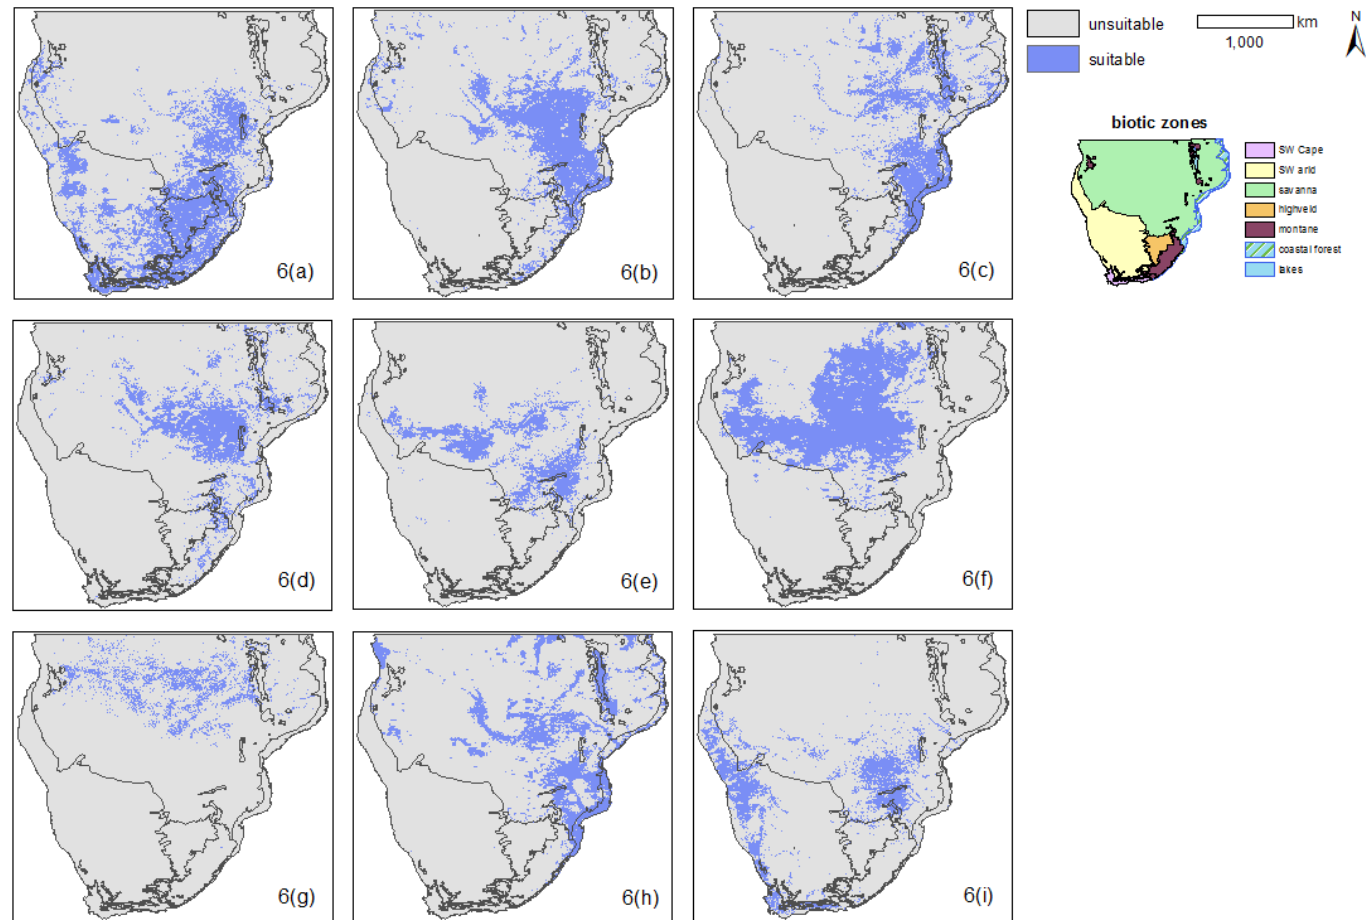 unsuitable
km
N
suitable
1,000
biotic zones
SW Cape
SW arid
savanna
highveld
montane
coastal forest
lakes
6(a)
6(b)
6(c)
6(d)
6(e)
6(f)
6(g)
6(h)
6(i)